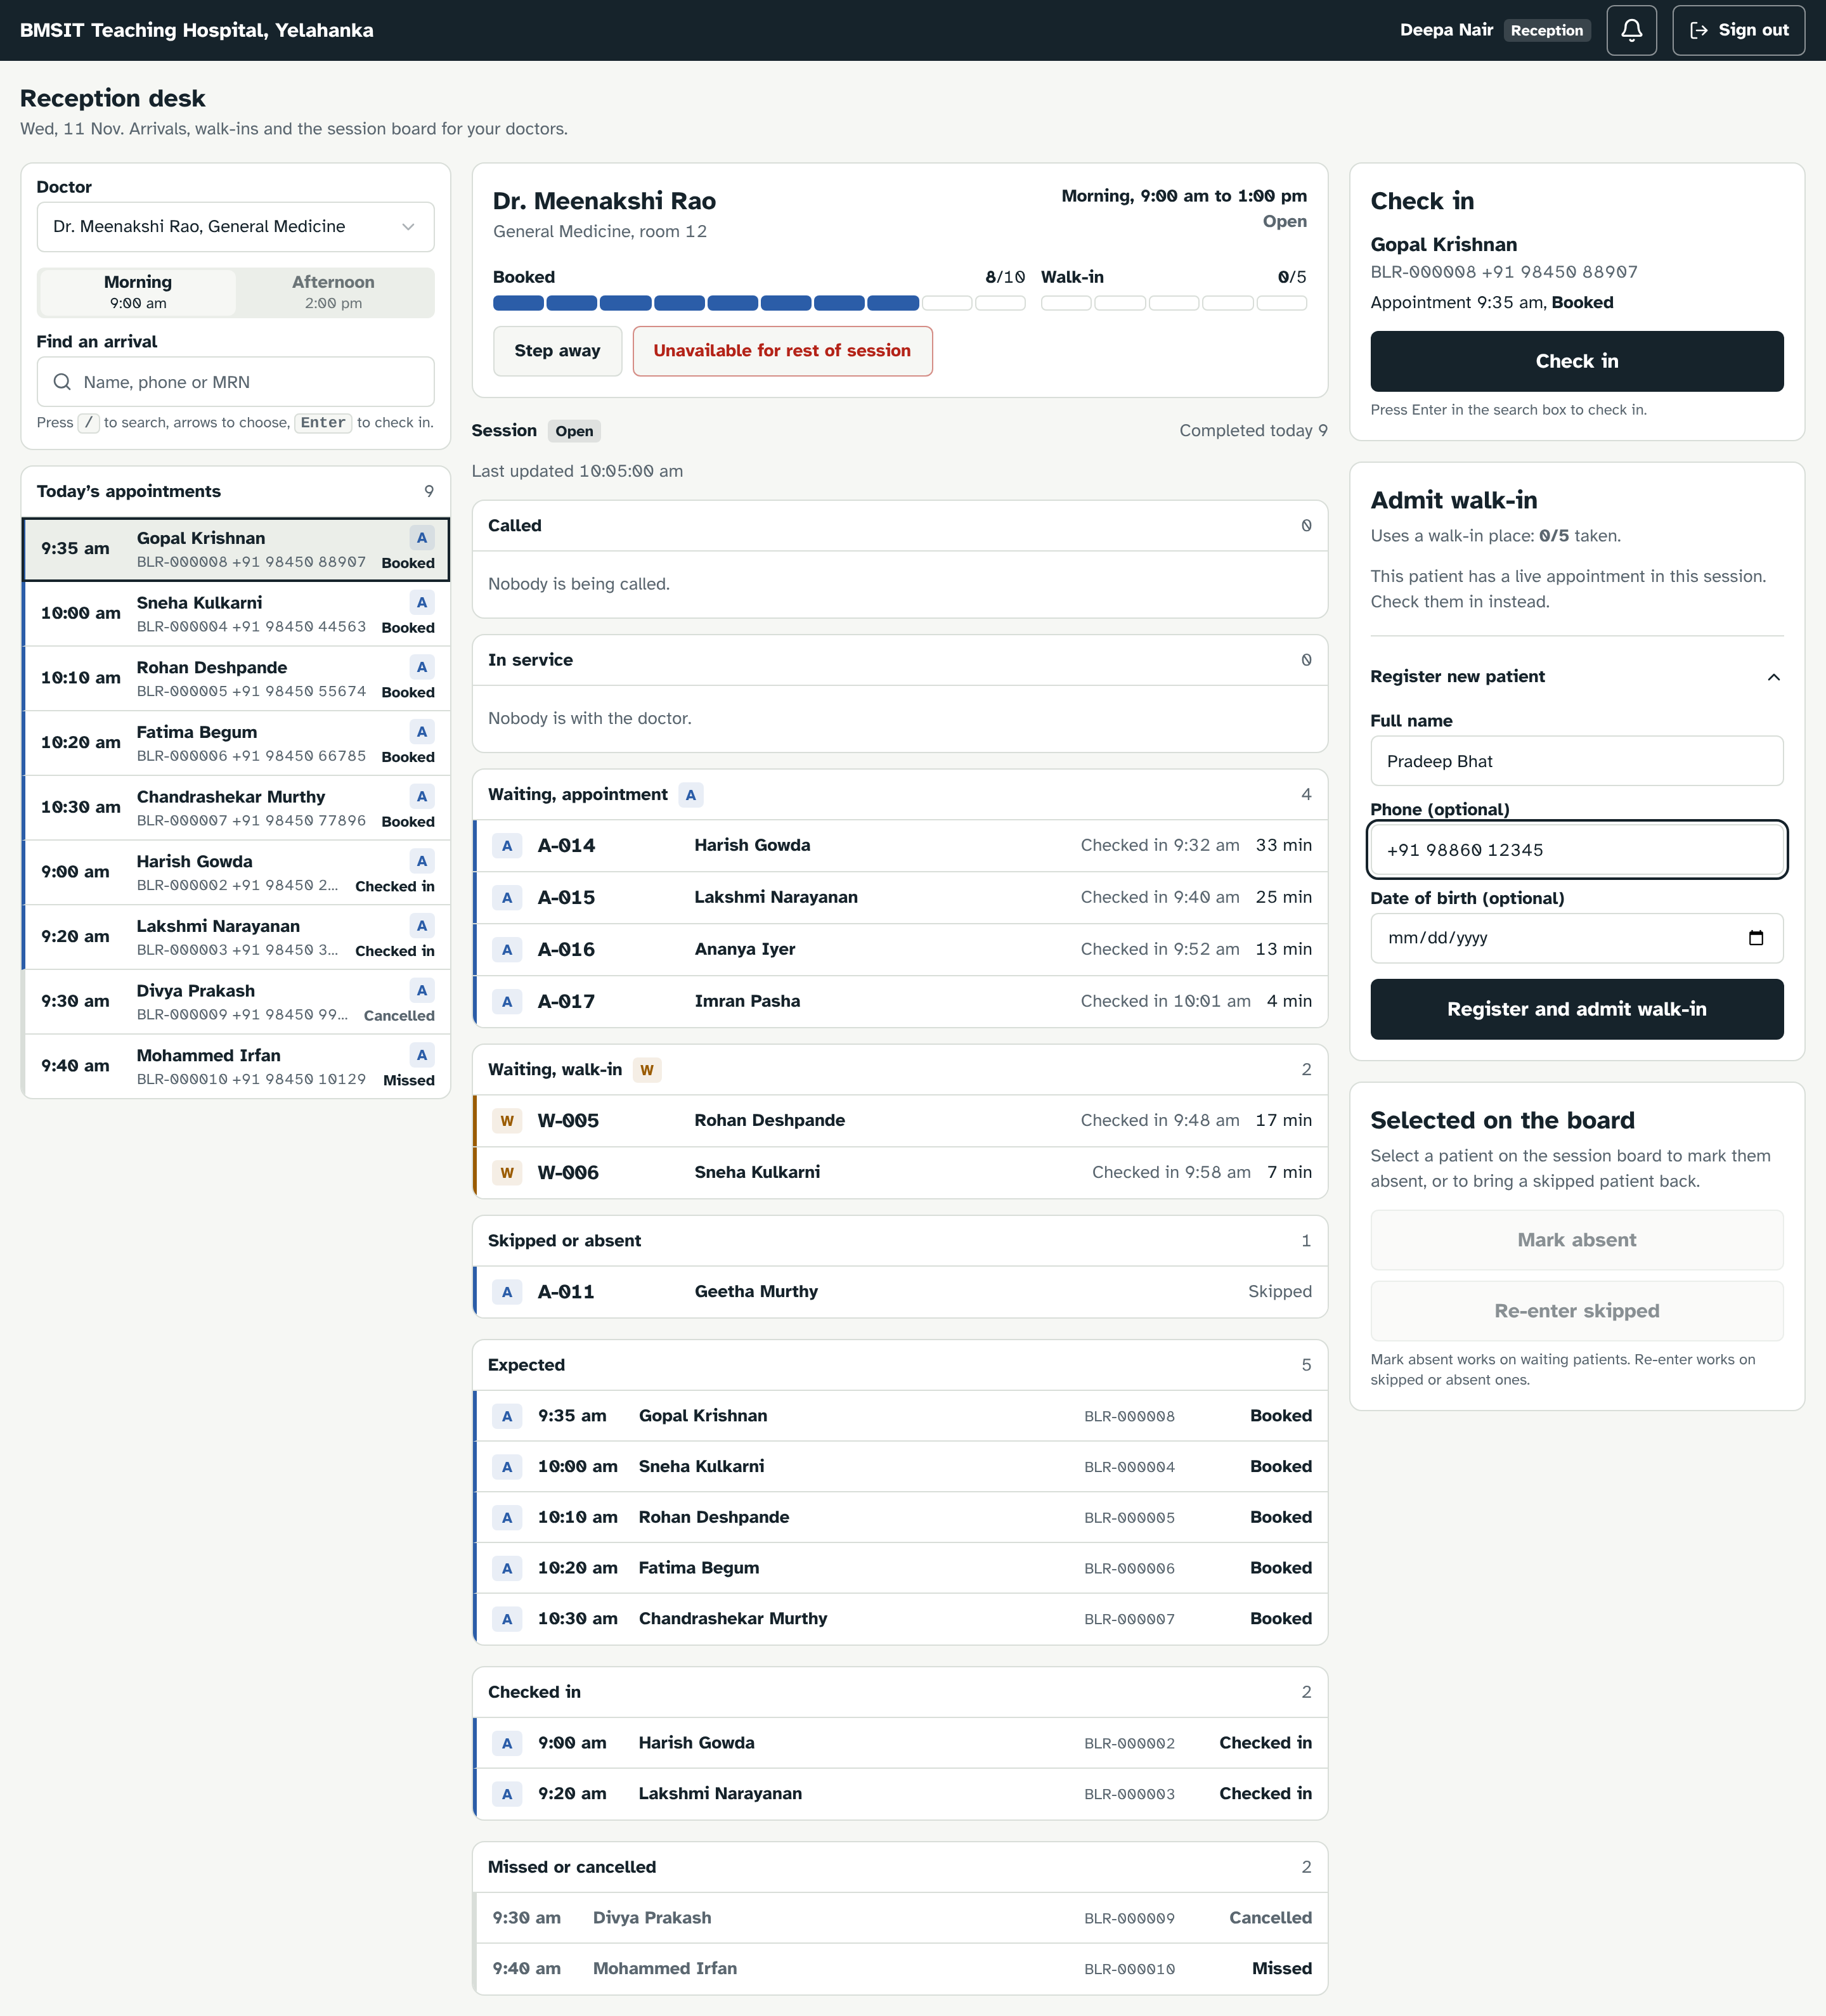 BMSIT Teaching Hospital, Yelahanka
Deepa Nair Reception Sign out
Reception desk
Wed, 11 Nov. Arrivals, walk-ins and the session board for your doctors.
Doctor
Dr. Meenakshi Rao, General Medicine
Morning
9:00 am
Afternoon
2:00 pm
Find an arrival
Name, phone or MRN
Press / to search, arrows to choose, Enter to check in.
Today's appointments 9
9:35 am Gopal Krishnan A
BLR-000008 +91 98450 88907 Booked
10:00 am Sneha Kulkarni A
BLR-000004 +91 98450 44563 Booked
10:10 am Rohan Deshpande A
BLR-000005 +91 98450 55674 Booked
10:20 am Fatima Begum A
BLR-000006 +91 98450 66785 Booked
10:30 am Chandrashekar Murthy A
BLR-000007 +91 98450 77896 Booked
9:00 am Harish Gowda A
BLR-000002 +91 98450 2... Checked in
9:20 am Lakshmi Narayanan A
BLR-000003 +91 98450 3... Checked in
9:30 am Divya Prakash A
BLR-000009 +91 98450 99... Cancelled
9:40 am Mohammed Irfan A
BLR-000010 +91 98450 10129 Missed
Dr. Meenakshi Rao
General Medicine, room 12
Morning, 9:00 am to 1:00 pm
Open
Booked 8/10 Walk-in 0/5
Step away Unavailable for rest of session
Session Open Completed today 9
Last updated 10:05:00 am
Called 0
Nobody is being called.
In service 0
Nobody is with the doctor.
Waiting, appointment A 4
A A-014 Harish Gowda Checked in 9:32 am 33 min
A A-015 Lakshmi Narayanan Checked in 9:40 am 25 min
A A-016 Ananya Iyer Checked in 9:52 am 13 min
A A-017 Imran Pasha Checked in 10:01 am 4 min
Waiting, walk-in W 2
W W-005 Rohan Deshpande Checked in 9:48 am 17 min
W W-006 Sneha Kulkarni Checked in 9:58 am 7 min
Skipped or absent 1
A A-011 Geetha Murthy Skipped
Expected 5
A 9:35 am Gopal Krishnan BLR-000008 Booked
A 10:00 am Sneha Kulkarni BLR-000004 Booked
A 10:10 am Rohan Deshpande BLR-000005 Booked
A 10:20 am Fatima Begum BLR-000006 Booked
A 10:30 am Chandrashekar Murthy BLR-000007 Booked
Checked in 2
A 9:00 am Harish Gowda BLR-000002 Checked in
A 9:20 am Lakshmi Narayanan BLR-000003 Checked in
Missed or cancelled 2
9:30 am Divya Prakash BLR-000009 Cancelled
9:40 am Mohammed Irfan BLR-000010 Missed
Check in
Gopal Krishnan
BLR-000008 +91 98450 88907
Appointment 9:35 am, Booked
Check in
Press Enter in the search box to check in.
Admit walk-in
Uses a walk-in place: 0/5 taken.
This patient has a live appointment in this session.
Check them in instead.
Register new patient
Full name
Pradeep Bhat
Phone (optional)
+91 98860 12345
Date of birth (optional)
mm/dd/yyyy
Register and admit walk-in
Selected on the board
Select a patient on the session board to mark them
absent, or to bring a skipped patient back.
Mark absent
Re-enter skipped
Mark absent works on waiting patients. Re-enter works on
skipped or absent ones.